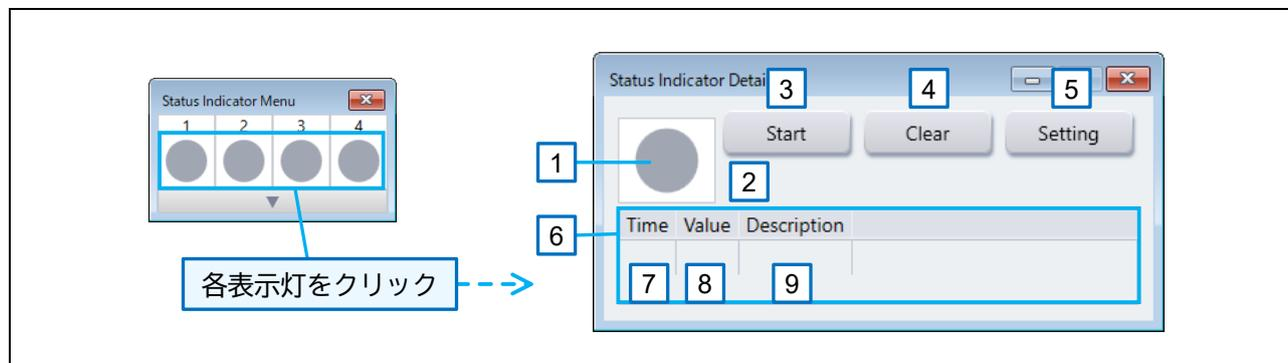 Status Indicator Menu
1 2 3 4
▼
各表示灯をクリック
Status Indicator Detai
3 4 5
Start Clear Setting
1
2
6
Time Value Description
7 8 9